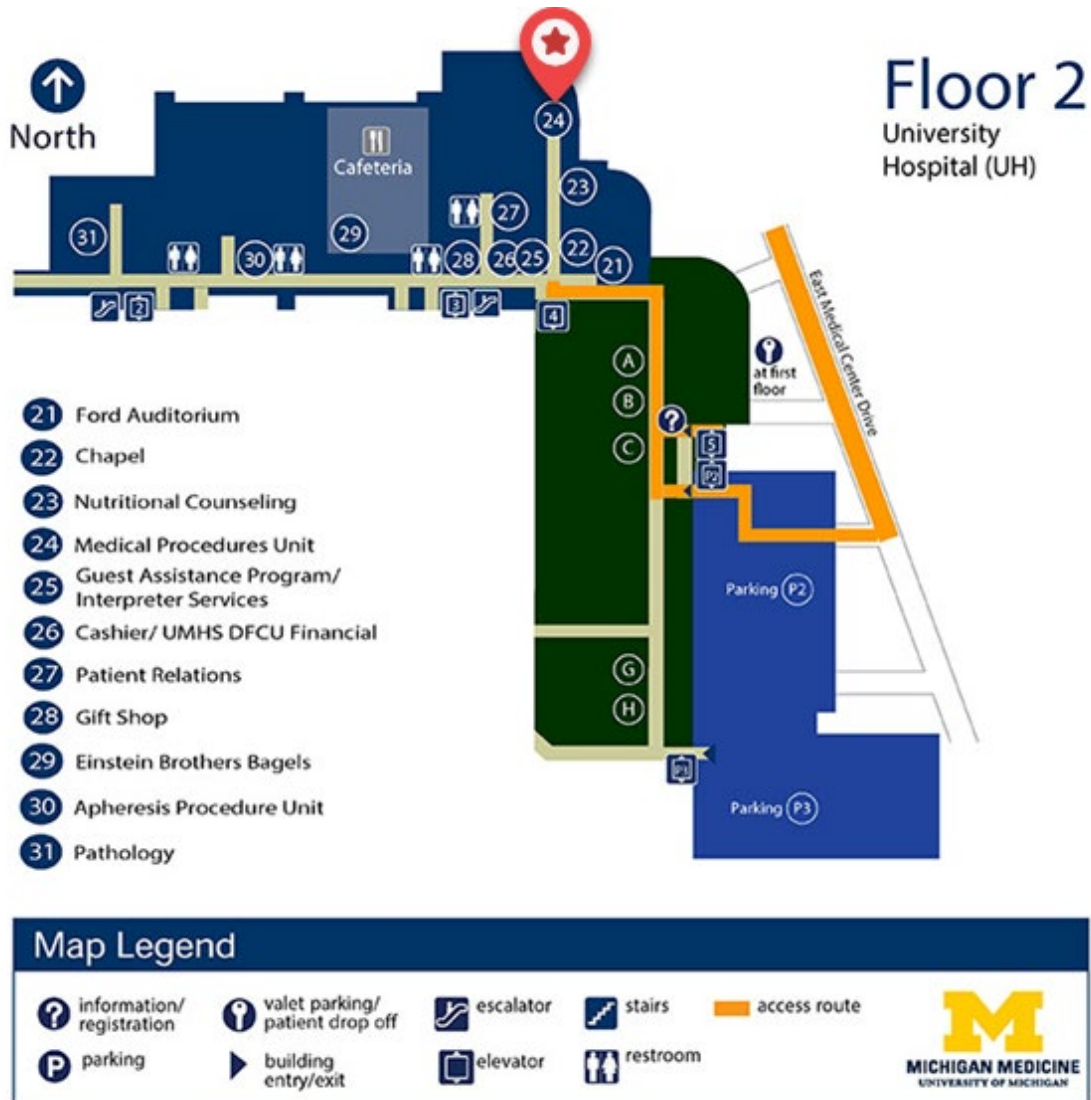 Floor 2
University
Hospital (UH)
North
24
Cafeteria
23
27
31
29
30
28
26
25
22
21
2
3
4
East Medical Center Drive
at first
floor
A
B
?
C
5
P2
Parking P2
G
H
Parking P3
21 Ford Auditorium
22 Chapel
23 Nutritional Counseling
24 Medical Procedures Unit
25 Guest Assistance Program/
Interpreter Services
26 Cashier/ UMHS DFCU Financial
27 Patient Relations
28 Gift Shop
29 Einstein Brothers Bagels
30 Apheresis Procedure Unit
31 Pathology
Map Legend
? information/
registration
valet parking/
patient drop off
escalator
stairs
access route
P parking
building
entry/exit
elevator
restroom
M
MICHIGAN MEDICINE
UNIVERSITY OF MICHIGAN